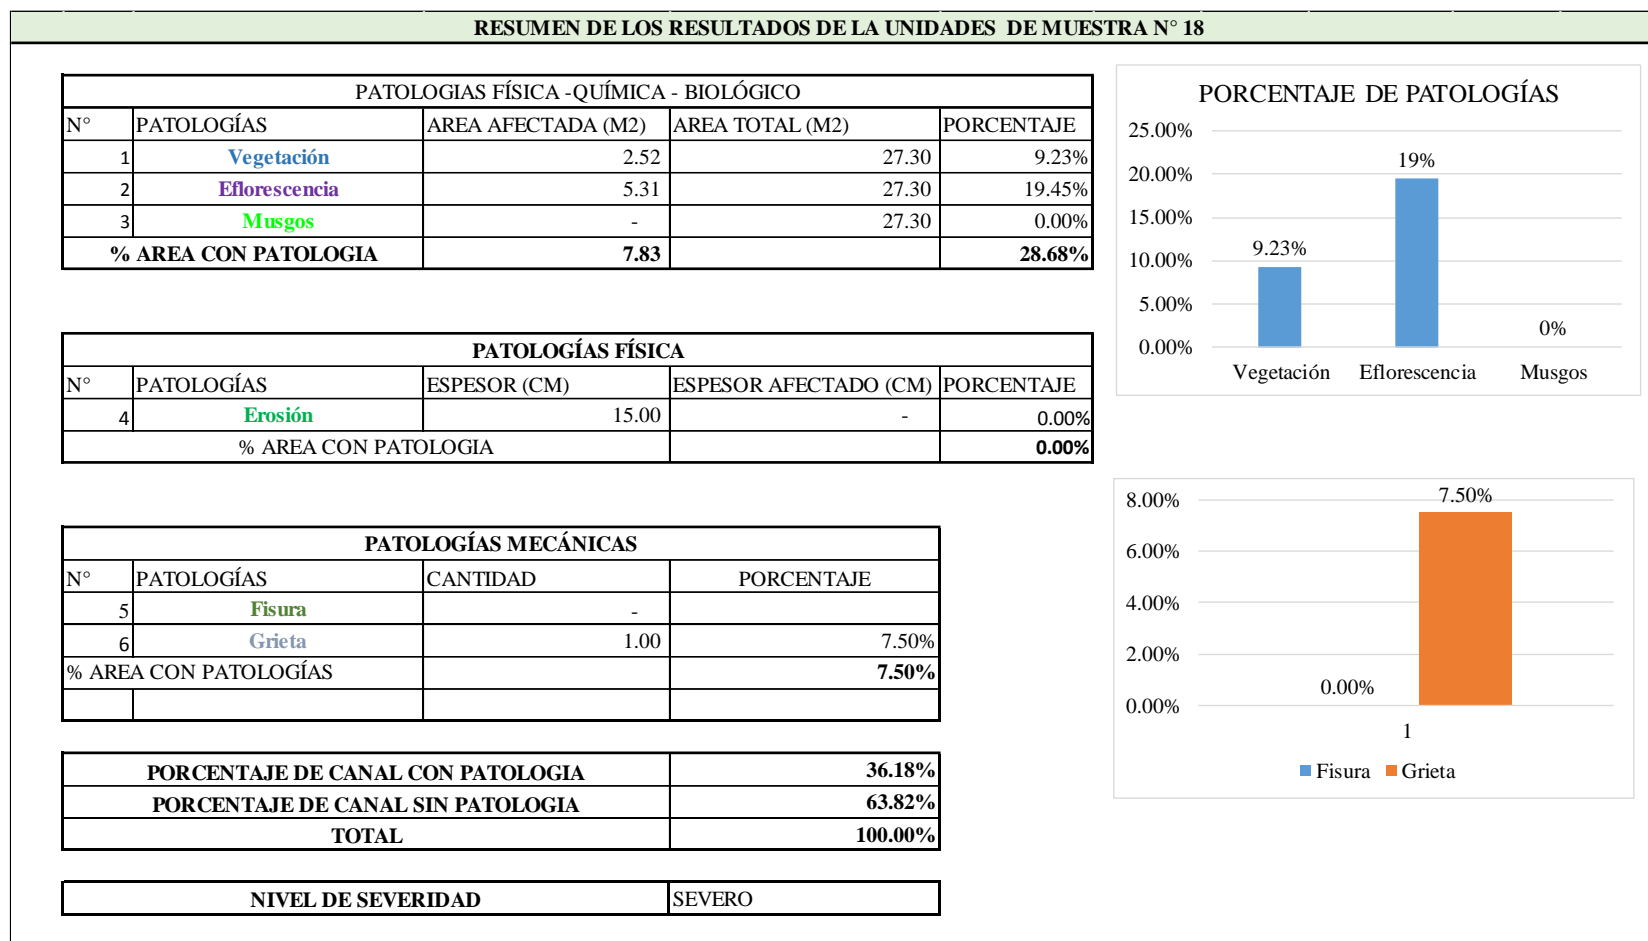 RESUMEN DE LOS RESULTADOS DE LA UNIDADES DE MUESTRA N° 18
PATOLOGIAS FÍSICA -QUÍMICA - BIOLÓGICO
N° PATOLOGÍAS AREA AFECTADA (M2) AREA TOTAL (M2) PORCENTAJE
1 Vegetación 2.52 27.30 9.23%
2 Eflorescencia 5.31 27.30 19.45%
3 Musgos - 27.30 0.00%
% AREA CON PATOLOGIA 7.83 28.68%
PATOLOGÍAS FÍSICA
N° PATOLOGÍAS ESPESOR (CM) ESPESOR AFECTADO (CM) PORCENTAJE
4 Erosión 15.00 - 0.00%
% AREA CON PATOLOGIA 0.00%
PATOLOGÍAS MECÁNICAS
N° PATOLOGÍAS CANTIDAD PORCENTAJE
5 Fisura -
6 Grieta 1.00 7.50%
% AREA CON PATOLOGÍAS 7.50%
PORCENTAJE DE CANAL CON PATOLOGIA 36.18%
PORCENTAJE DE CANAL SIN PATOLOGIA 63.82%
TOTAL 100.00%
NIVEL DE SEVERIDAD SEVERO
PORCENTAJE DE PATOLOGÍAS
25.00%
20.00%
15.00%
10.00%
5.00%
0.00%
9.23%
19%
0%
Vegetación Eflorescencia Musgos
8.00%
6.00%
4.00%
2.00%
0.00%
0.00%
7.50%
1
Fisura Grieta